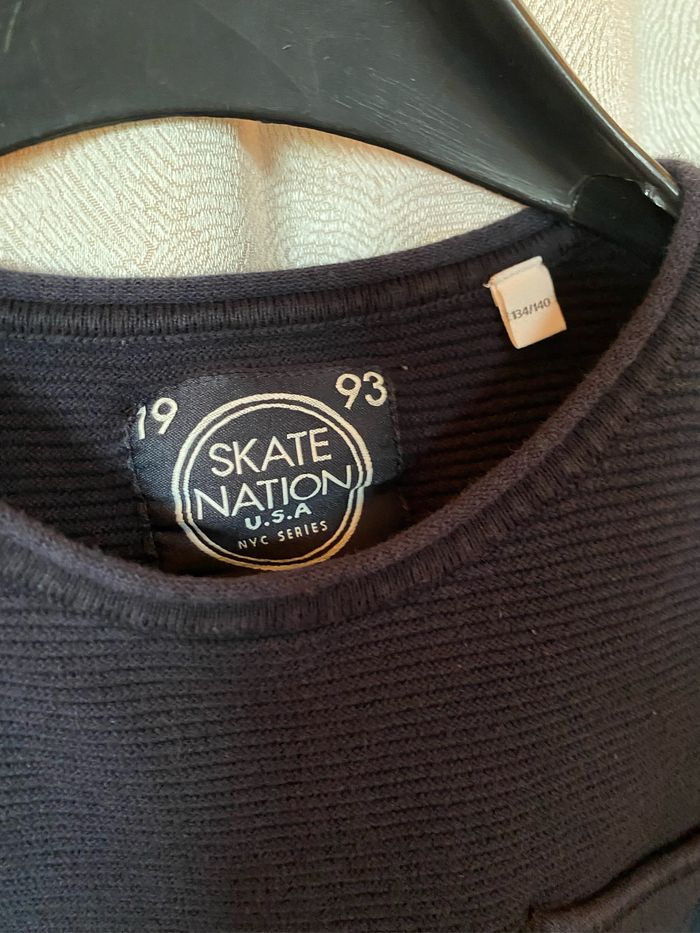 19 93
SKATE
NATION
U.S.A
NYC SERIES
134/140